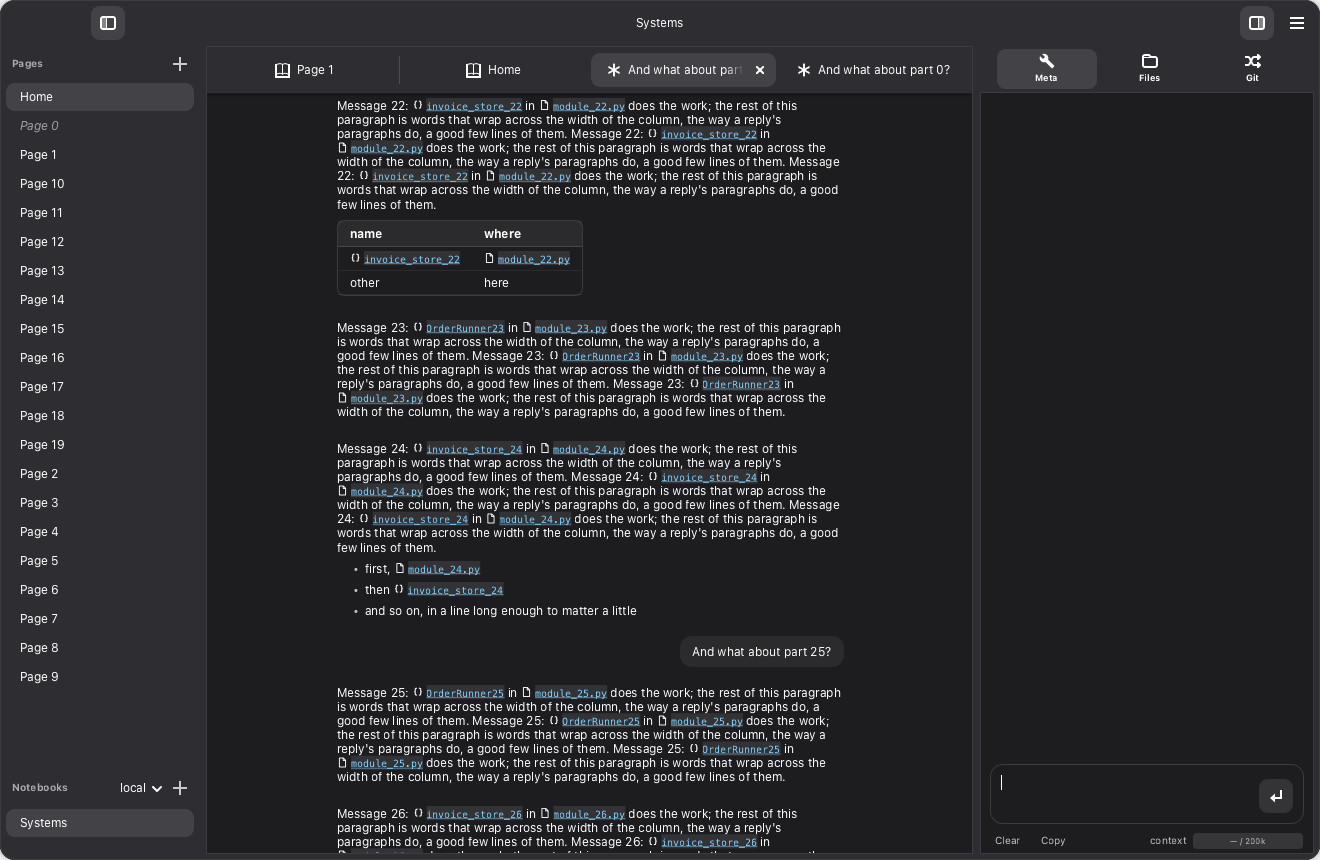 Systems
Pages
Home
Page 0
Page 1
Page 10
Page 11
Page 12
Page 13
Page 14
Page 15
Page 16
Page 17
Page 18
Page 19
Page 2
Page 3
Page 4
Page 5
Page 6
Page 7
Page 8
Page 9
Notebooks local
Systems
Page 1 Home And what about part And what about part 0?
Message 22: invoice_store_22 in module_22.py does the work; the rest of this
paragraph is words that wrap across the width of the column, the way a reply's
paragraphs do, a good few lines of them. Message 22: invoice_store_22 in
module_22.py does the work; the rest of this paragraph is words that wrap across the
width of the column, the way a reply's paragraphs do, a good few lines of them. Message
22: invoice_store_22 in module_22.py does the work; the rest of this paragraph is
words that wrap across the width of the column, the way a reply's paragraphs do, a good
few lines of them.
name where
invoice_store_22 module_22.py
other here
Message 23: OrderRunner23 in module_23.py does the work; the rest of this paragraph
is words that wrap across the width of the column, the way a reply's paragraphs do, a
good few lines of them. Message 23: OrderRunner23 in module_23.py does the work;
the rest of this paragraph is words that wrap across the width of the column, the way a
reply's paragraphs do, a good few lines of them. Message 23: OrderRunner23 in
module_23.py does the work; the rest of this paragraph is words that wrap across the
width of the column, the way a reply's paragraphs do, a good few lines of them.
Message 24: invoice_store_24 in module_24.py does the work; the rest of this
paragraph is words that wrap across the width of the column, the way a reply's
paragraphs do, a good few lines of them. Message 24: invoice_store_24 in
module_24.py does the work; the rest of this paragraph is words that wrap across the
width of the column, the way a reply's paragraphs do, a good few lines of them. Message
24: invoice_store_24 in module_24.py does the work; the rest of this paragraph is
words that wrap across the width of the column, the way a reply's paragraphs do, a good
few lines of them.
• first, module_24.py
• then invoice_store_24
• and so on, in a line long enough to matter a little
And what about part 25?
Message 25: OrderRunner25 in module_25.py does the work; the rest of this paragraph
is words that wrap across the width of the column, the way a reply's paragraphs do, a
good few lines of them. Message 25: OrderRunner25 in module_25.py does the work;
the rest of this paragraph is words that wrap across the width of the column, the way a
reply's paragraphs do, a good few lines of them. Message 25: OrderRunner25 in
module_25.py does the work; the rest of this paragraph is words that wrap across the
width of the column, the way a reply's paragraphs do, a good few lines of them.
Message 26: invoice_store_26 in module_26.py does the work; the rest of this
paragraph is words that wrap across the width of the column, the way a reply's
paragraphs do, a good few lines of them. Message 26: invoice_store_26 in
Meta Files Git
Clear Copy context — / 200k